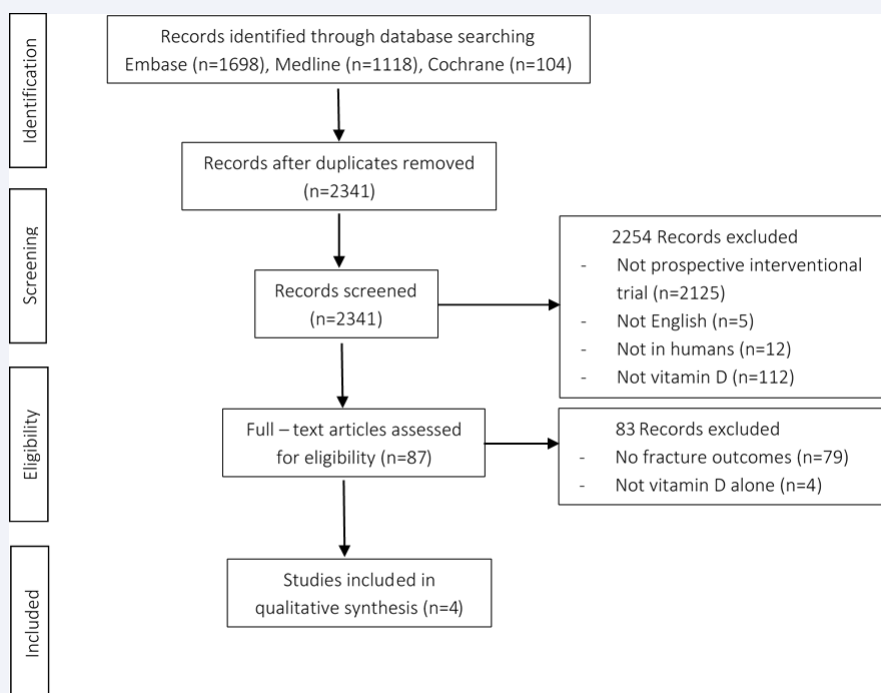 Identification
Records identified through database searching
Embase (n=1698), Medline (n=1118), Cochrane (n=104)
Records after duplicates removed
(n=2341)
Screening
Records screened
(n=2341)
2254 Records excluded
- Not prospective interventional
trial (n=2125)
- Not English (n=5)
- Not in humans (n=12)
- Not vitamin D (n=112)
Eligibility
Full – text articles assessed
for eligibility (n=87)
83 Records excluded
- No fracture outcomes (n=79)
- Not vitamin D alone (n=4)
Included
Studies included in
qualitative synthesis (n=4)